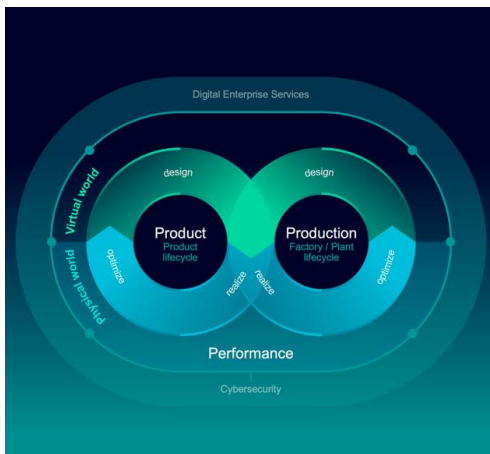 Digital Enterprise Services
Virtual world
design
design
Product
Product
lifecycle
Production
Factory / Plant
lifecycle
optimize
realize
realize
optimize
Physical world
Performance
Cybersecurity